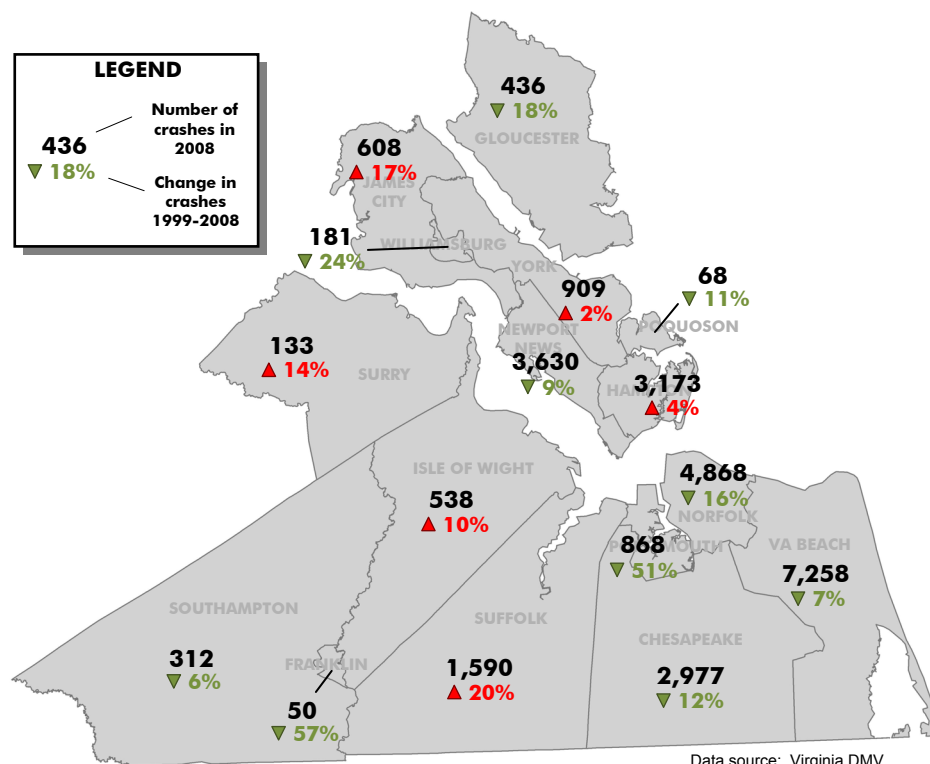 LEGEND
436
18%
Number of
crashes in
2008
Change in
crashes
1999-2008
436
18%
GLOUCESTER
608
17%
JAMES
CITY
181
24%
WILLIAMSBURG
YORK
909
2%
68
11%
POQUOSON
NEWPORT
NEWS
3,630
9%
133
14%
SURRY
3,173
HAMPTON
4%
ISLE OF WIGHT
538
10%
4,868
16%
NORFOLK
868
PORTSMOUTH
51%
VA BEACH
7,258
7%
SOUTHAMPTON
312
6%
FRANKLIN
50
57%
SUFFOLK
1,590
20%
CHESAPEAKE
2,977
12%
Data source: Virginia DMV